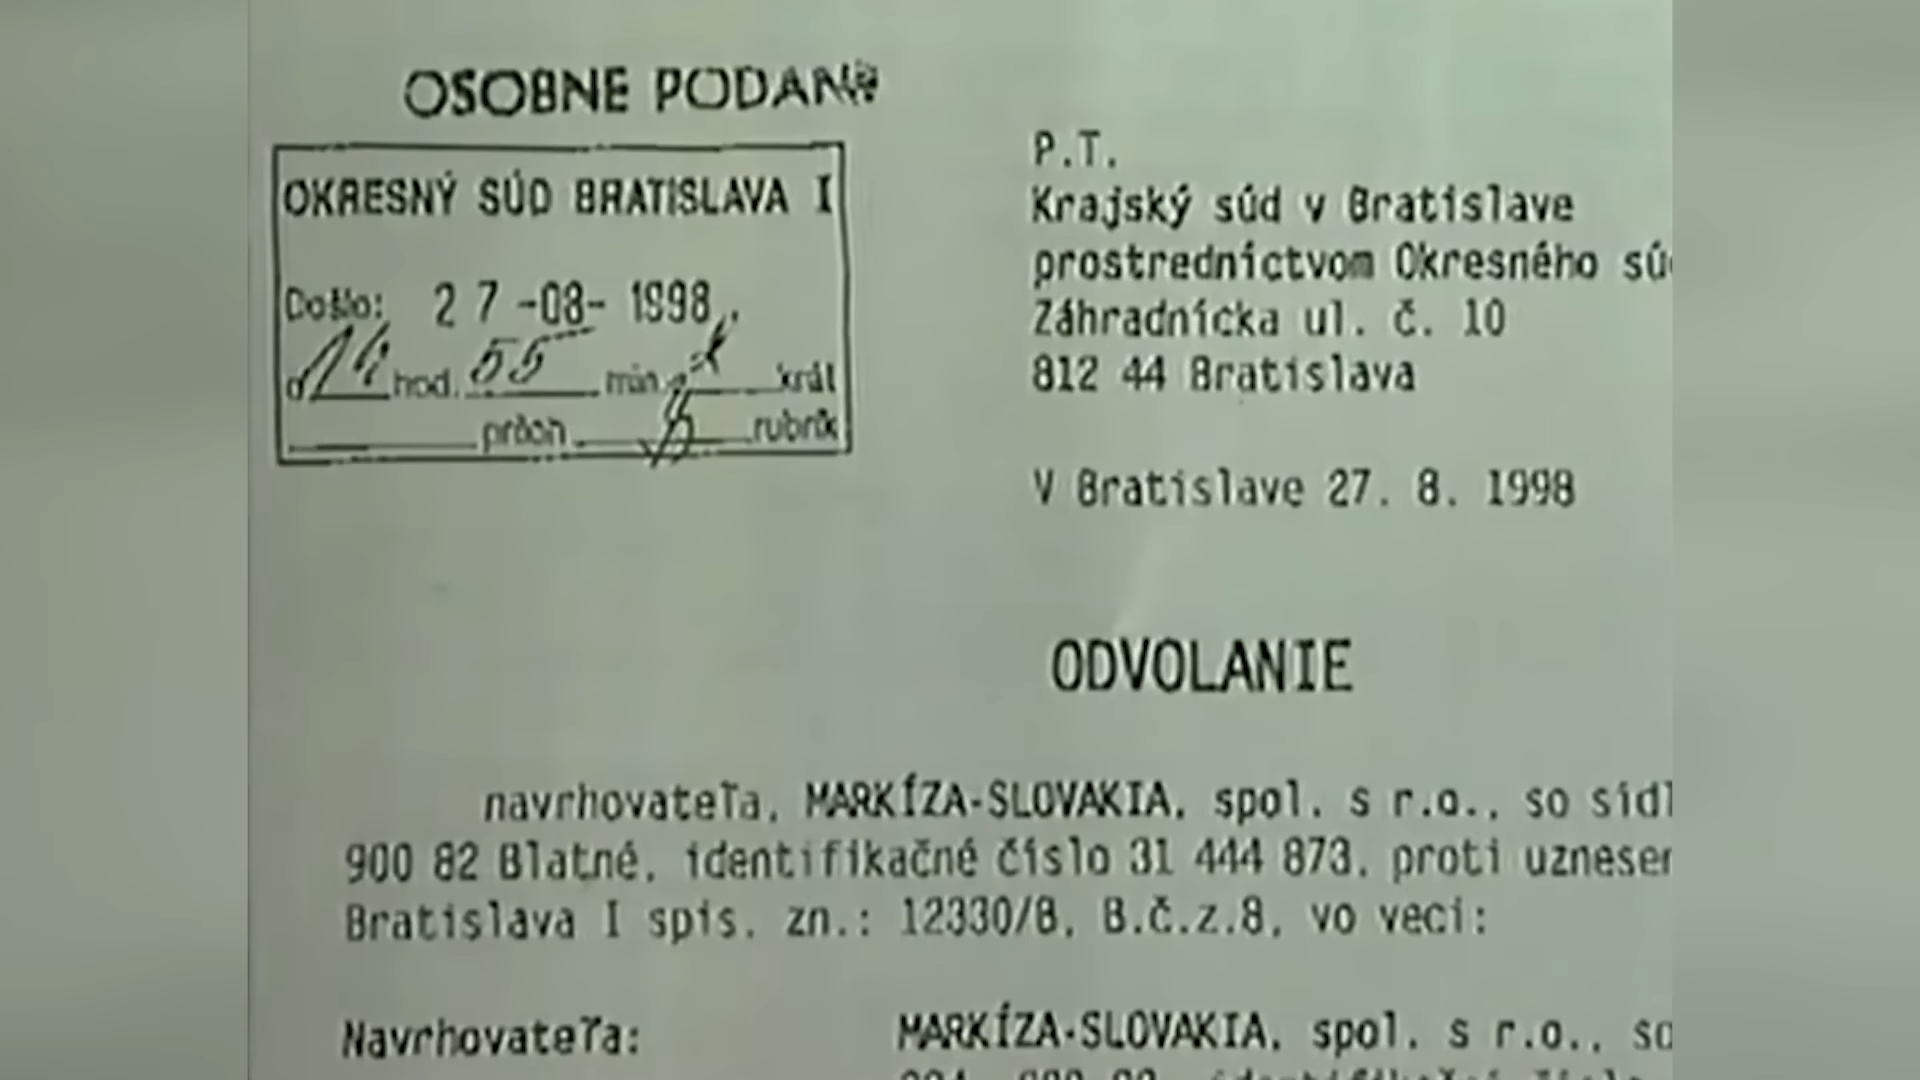 OSOBNE PODANÉ
OKRESNÝ SÚD BRATISLAVA I
Došlo: 27-08-1998
o 14 hod. 55 min. krát
príloh rubrík
P.T.
Krajský súd v Bratislave
prostredníctvom Okresného sú
Záhradnícka ul. č. 10
812 44 Bratislava
V Bratislave 27. 8. 1998
ODVOLANIE
navrhovateľa, MARKÍZA-SLOVAKIA, spol. s r.o., so sídl
900 82 Blatné, identifikačné číslo 31 444 873, proti uznesen
Bratislava I spis. zn.: 12330/B, B.č.z.8, vo veci:
Navrhovateľa: MARKÍZA-SLOVAKIA, spol. s r.o., so